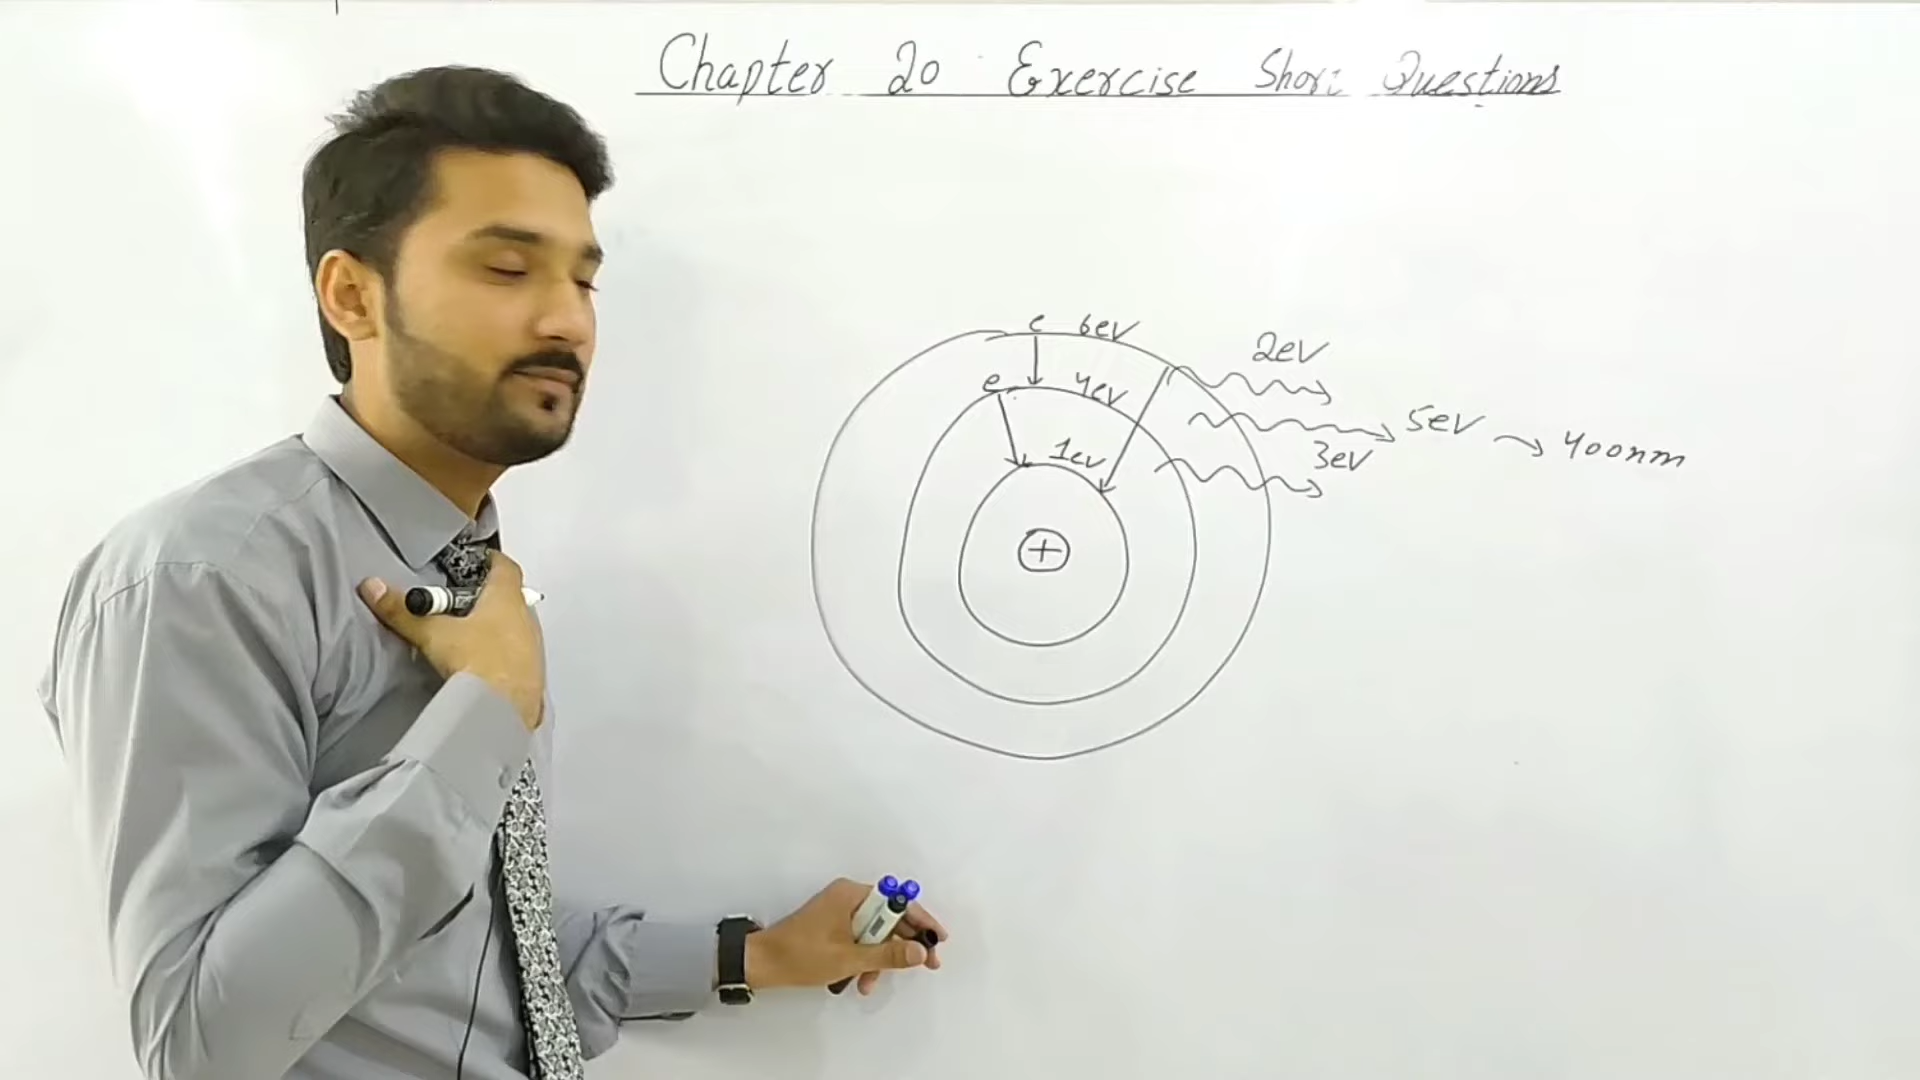 Chapter 20 Exercise Short Questions
e 6ev
2ev
e 4ev
5ev → 400nm
1ev
3ev
+